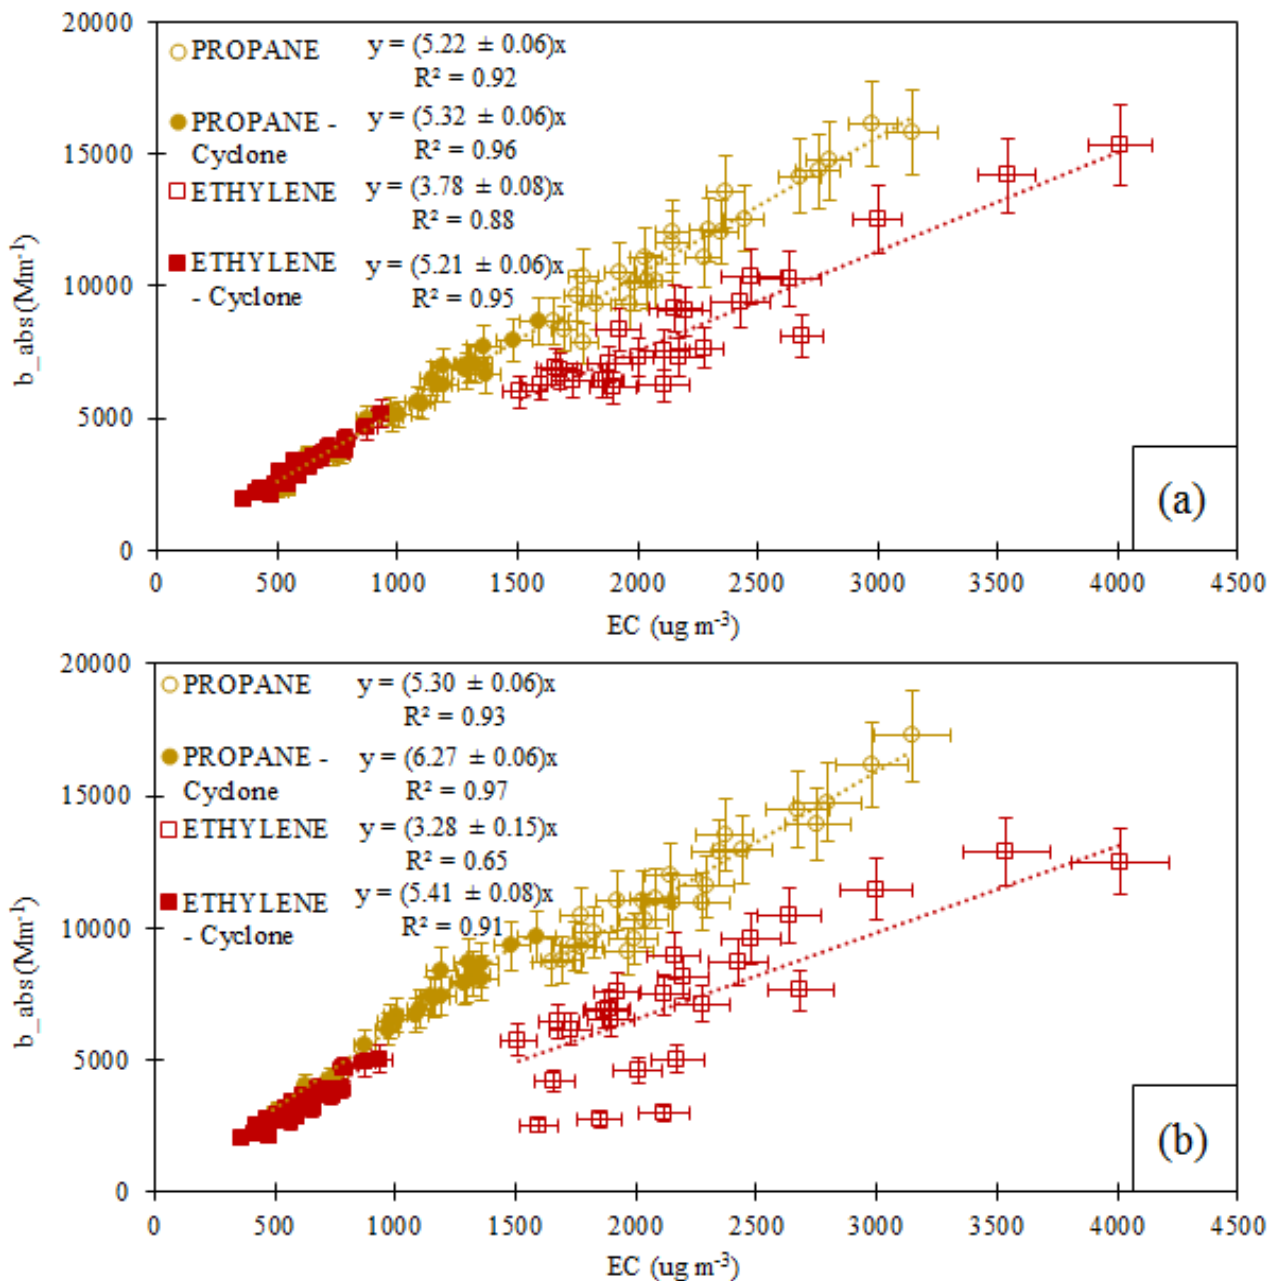 20000
PROPANE y = (5.22 ± 0.06)x
R² = 0.92
PROPANE - y = (5.32 ± 0.06)x
Cyclone R² = 0.96
15000
ETHYLENE y = (3.78 ± 0.08)x
R² = 0.88
ETHYLENE y = (5.21 ± 0.06)x
- Cyclone R² = 0.95
b_abs (Mm⁻¹)
10000
5000
(a)
0
0 500 1000 1500 2000 2500 3000 3500 4000 4500
EC (ug m⁻³)
20000
PROPANE y = (5.30 ± 0.06)x
R² = 0.93
PROPANE - y = (6.27 ± 0.06)x
Cyclone R² = 0.97
15000
ETHYLENE y = (3.28 ± 0.15)x
R² = 0.65
ETHYLENE y = (5.41 ± 0.08)x
- Cyclone R² = 0.91
b_abs (Mm⁻¹)
10000
5000
(b)
0
0 500 1000 1500 2000 2500 3000 3500 4000 4500
EC (ug m⁻³)